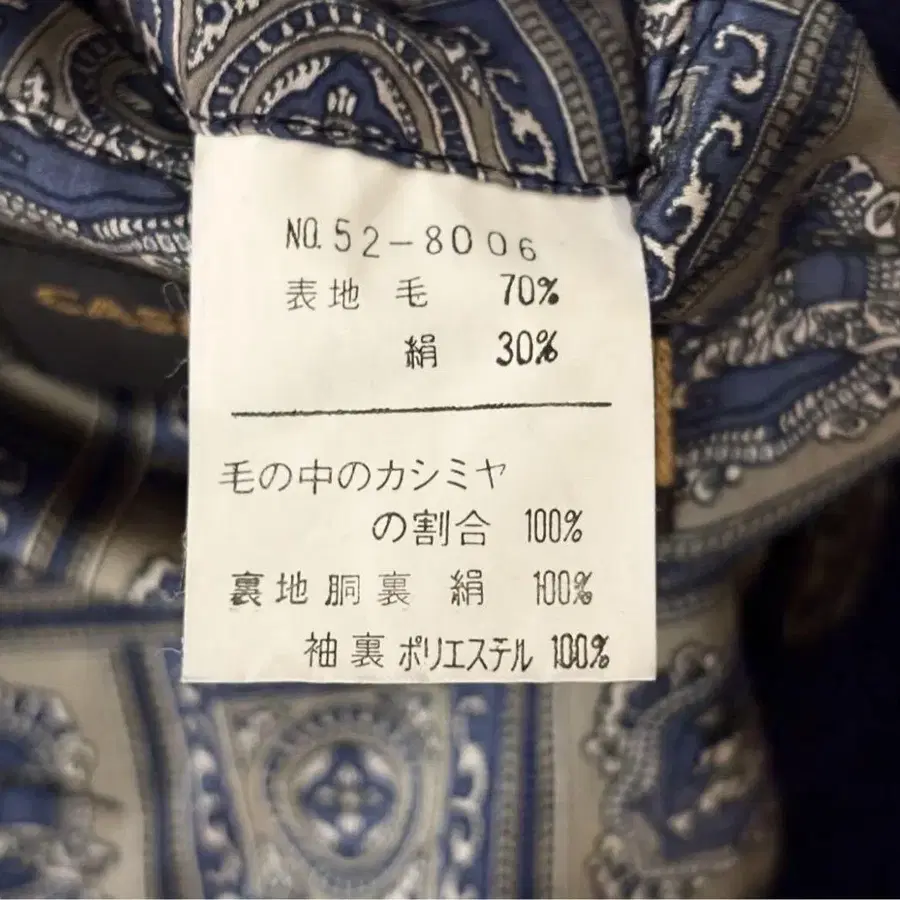 CAS
NO. 52-8006
表地 毛 70%
絹 30%
毛の中のカシミヤ
の割合 100%
裏地 胴裏 絹 100%
袖裏 ポリエステル 100%